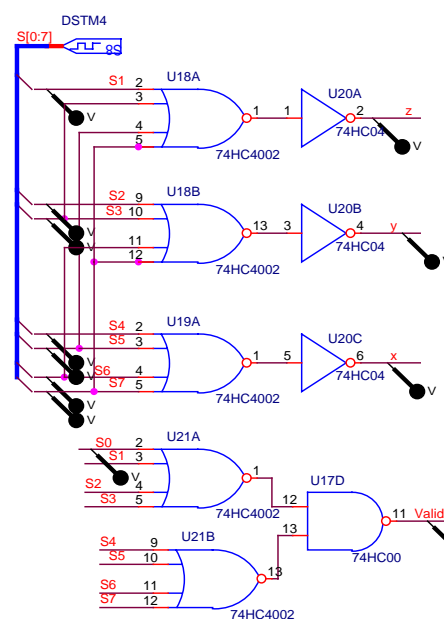 DSTM4
S[0:7]
S8
S1 2 U18A
3
4
5
1
74HC4002
1 U20A 2 z
74HC04
V
V
S2 9 U18B
S3 10
11
12
13
74HC4002
3 U20B 4 y
74HC04
V
V
V
S4 2 U19A
S5 3
S6 4
S7 5
1
74HC4002
5 U20C 6 x
74HC04
V
V
V
V
V
S0 2 U21A
S1 3
S2 4
S3 5
1
74HC4002
V
12 U17D 11 Valid
13
74HC00
S4 9 U21B
S5 10
S6 11
S7 12
13
74HC4002